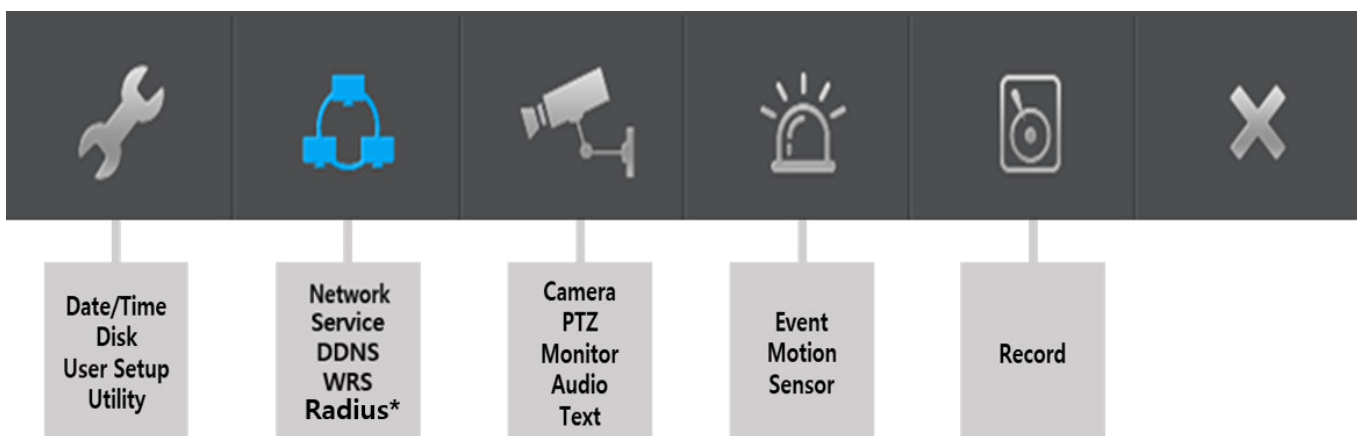 Date/Time
Disk
User Setup
Utility
Network
Service
DDNS
WRS
Radius*
Camera
PTZ
Monitor
Audio
Text
Event
Motion
Sensor
Record